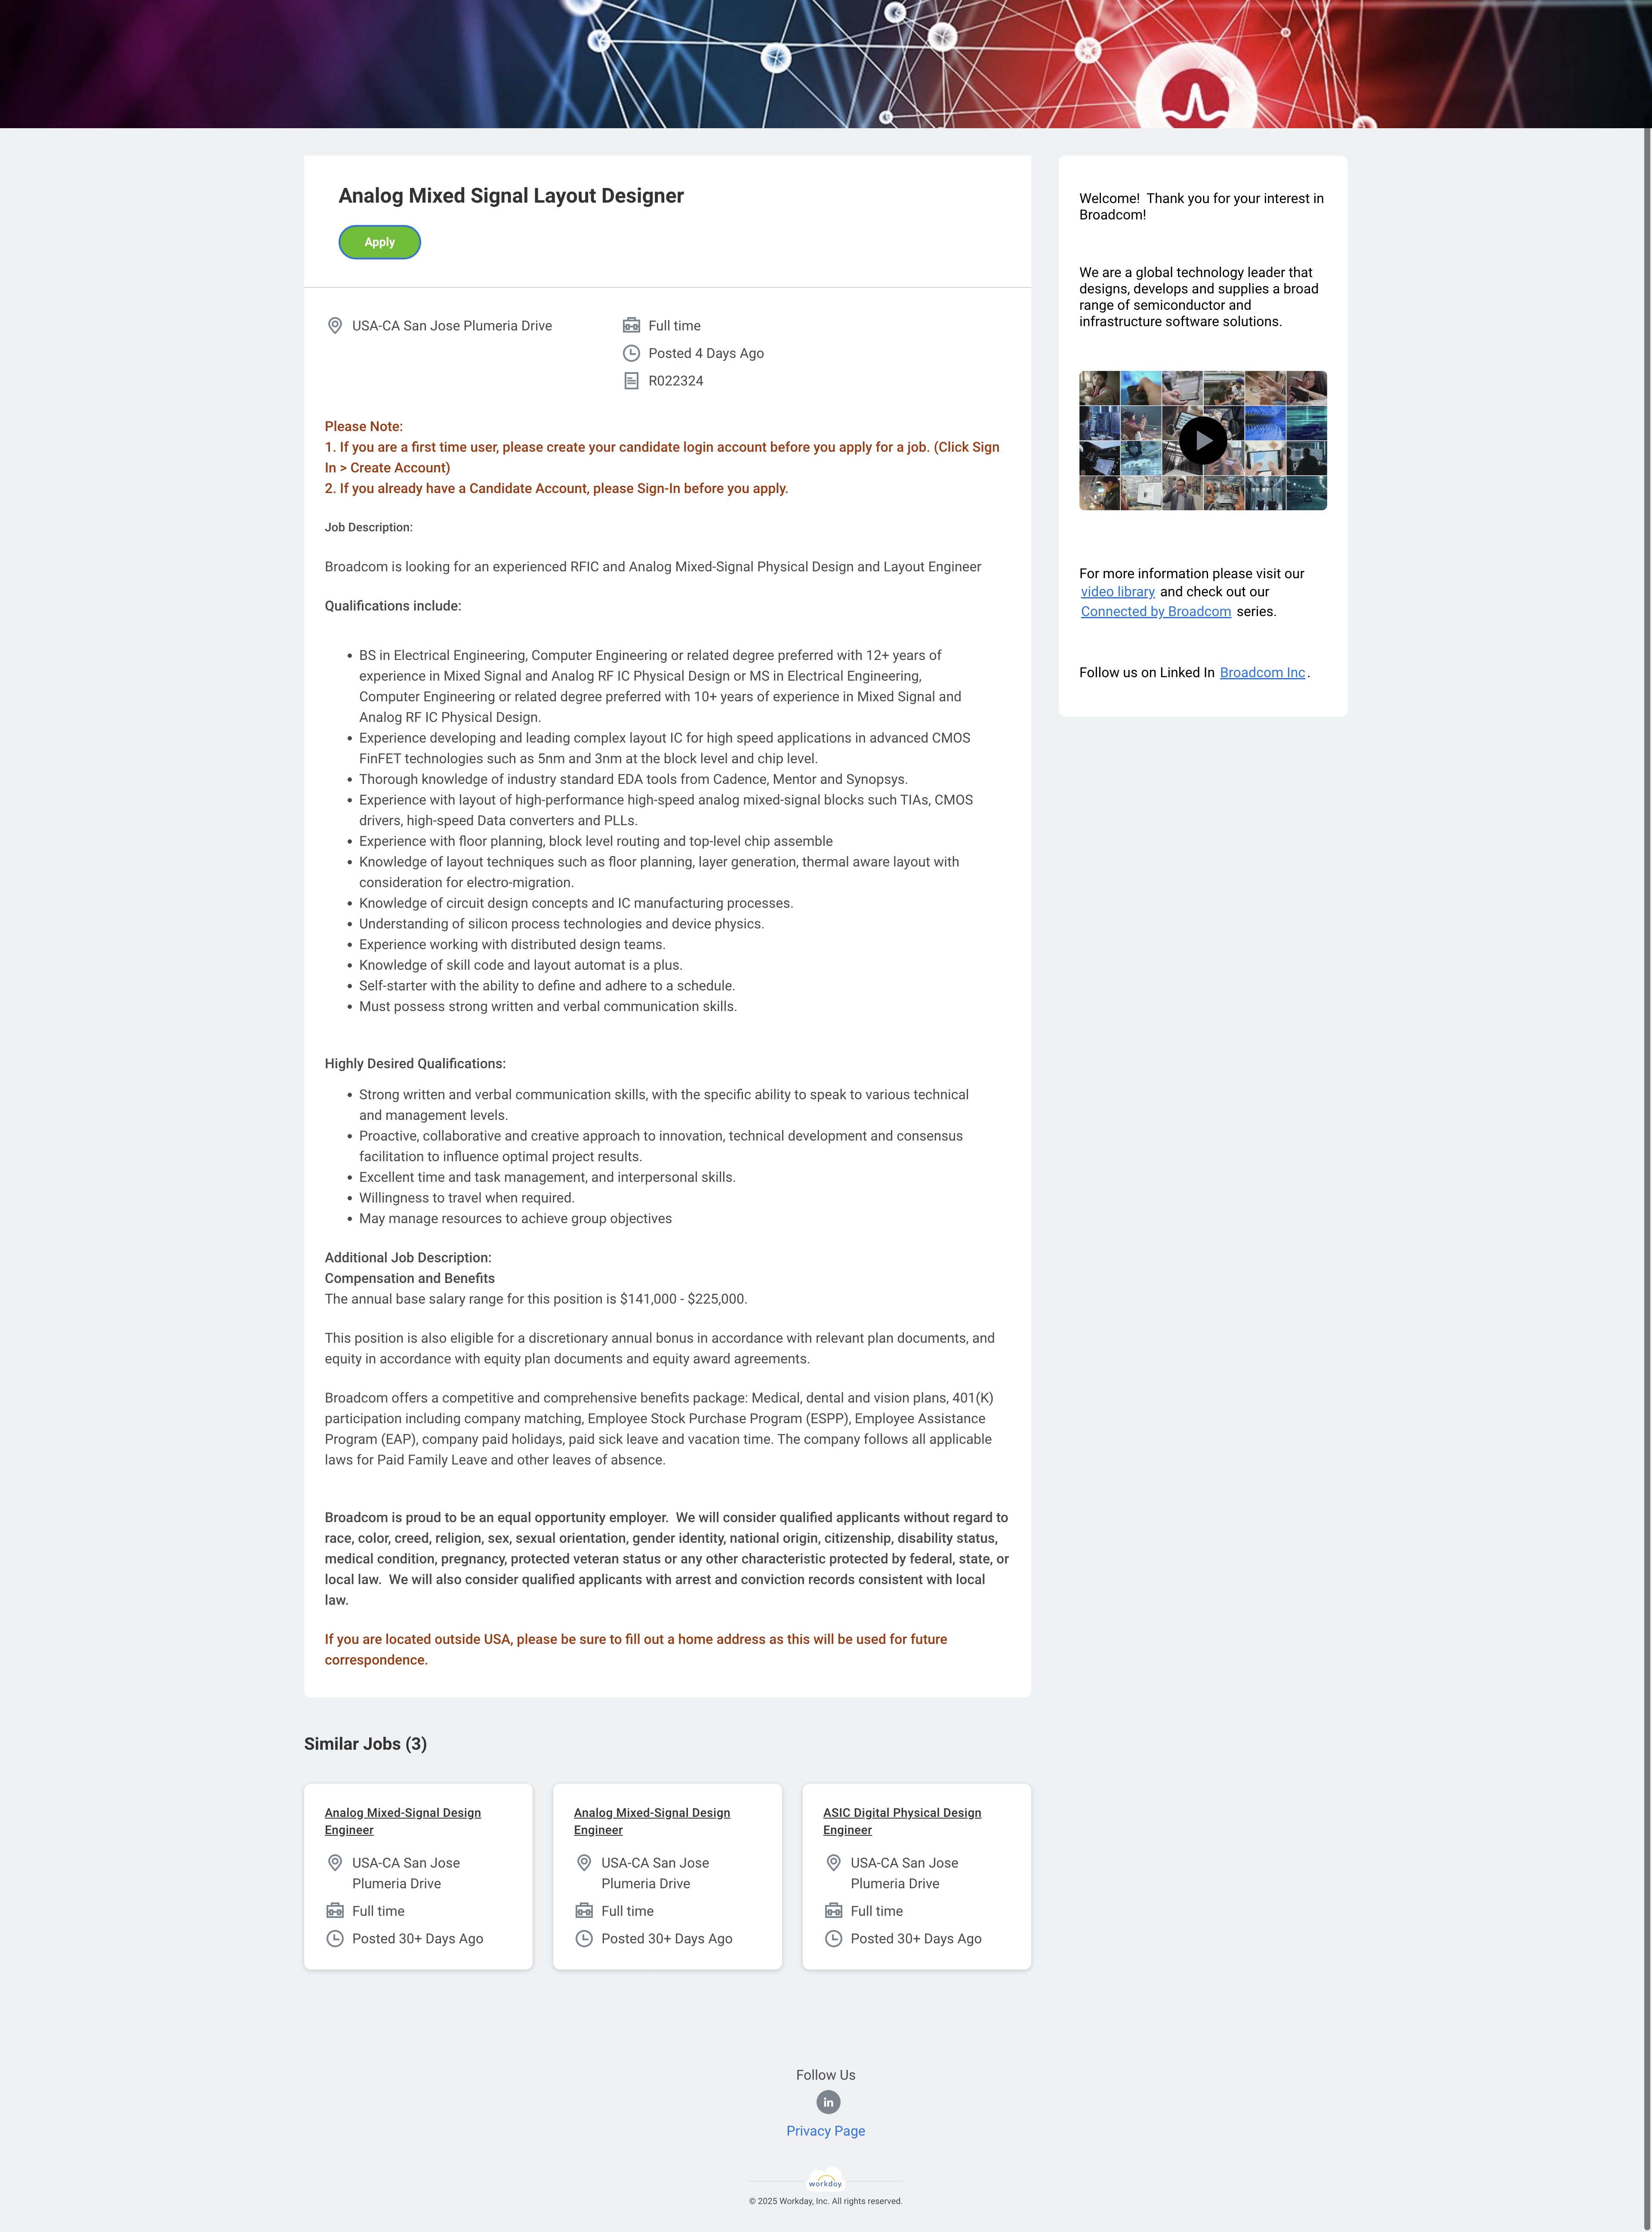 Analog Mixed Signal Layout Designer
Apply
USA-CA San Jose Plumeria Drive
Full time
Posted 4 Days Ago
R022324
Please Note:
1. If you are a first time user, please create your candidate login account before you apply for a job. (Click Sign
In > Create Account)
2. If you already have a Candidate Account, please Sign-In before you apply.
Job Description:
Broadcom is looking for an experienced RFIC and Analog Mixed-Signal Physical Design and Layout Engineer
Qualifications include:
• BS in Electrical Engineering, Computer Engineering or related degree preferred with 12+ years of
experience in Mixed Signal and Analog RF IC Physical Design or MS in Electrical Engineering,
Computer Engineering or related degree preferred with 10+ years of experience in Mixed Signal and
Analog RF IC Physical Design.
• Experience developing and leading complex layout IC for high speed applications in advanced CMOS
FinFET technologies such as 5nm and 3nm at the block level and chip level.
• Thorough knowledge of industry standard EDA tools from Cadence, Mentor and Synopsys.
• Experience with layout of high-performance high-speed analog mixed-signal blocks such TIAs, CMOS
drivers, high-speed Data converters and PLLs.
• Experience with floor planning, block level routing and top-level chip assemble
• Knowledge of layout techniques such as floor planning, layer generation, thermal aware layout with
consideration for electro-migration.
• Knowledge of circuit design concepts and IC manufacturing processes.
• Understanding of silicon process technologies and device physics.
• Experience working with distributed design teams.
• Knowledge of skill code and layout automat is a plus.
• Self-starter with the ability to define and adhere to a schedule.
• Must possess strong written and verbal communication skills.
Highly Desired Qualifications:
• Strong written and verbal communication skills, with the specific ability to speak to various technical
and management levels.
• Proactive, collaborative and creative approach to innovation, technical development and consensus
facilitation to influence optimal project results.
• Excellent time and task management, and interpersonal skills.
• Willingness to travel when required.
• May manage resources to achieve group objectives
Additional Job Description:
Compensation and Benefits
The annual base salary range for this position is $141,000 - $225,000.
This position is also eligible for a discretionary annual bonus in accordance with relevant plan documents, and
equity in accordance with equity plan documents and equity award agreements.
Broadcom offers a competitive and comprehensive benefits package: Medical, dental and vision plans, 401(K)
participation including company matching, Employee Stock Purchase Program (ESPP), Employee Assistance
Program (EAP), company paid holidays, paid sick leave and vacation time. The company follows all applicable
laws for Paid Family Leave and other leaves of absence.
Broadcom is proud to be an equal opportunity employer.  We will consider qualified applicants without regard to
race, color, creed, religion, sex, sexual orientation, gender identity, national origin, citizenship, disability status,
medical condition, pregnancy, protected veteran status or any other characteristic protected by federal, state, or
local law.  We will also consider qualified applicants with arrest and conviction records consistent with local
law.
If you are located outside USA, please be sure to fill out a home address as this will be used for future
correspondence.
Welcome!  Thank you for your interest in
Broadcom!
We are a global technology leader that
designs, develops and supplies a broad
range of semiconductor and
infrastructure software solutions.
For more information please visit our
video library and check out our
Connected by Broadcom series.
Follow us on Linked In Broadcom Inc.
Similar Jobs (3)
Analog Mixed-Signal Design
Engineer
USA-CA San Jose
Plumeria Drive
Full time
Posted 30+ Days Ago
Analog Mixed-Signal Design
Engineer
USA-CA San Jose
Plumeria Drive
Full time
Posted 30+ Days Ago
ASIC Digital Physical Design
Engineer
USA-CA San Jose
Plumeria Drive
Full time
Posted 30+ Days Ago
Follow Us
in
Privacy Page
workday
© 2025 Workday, Inc. All rights reserved.